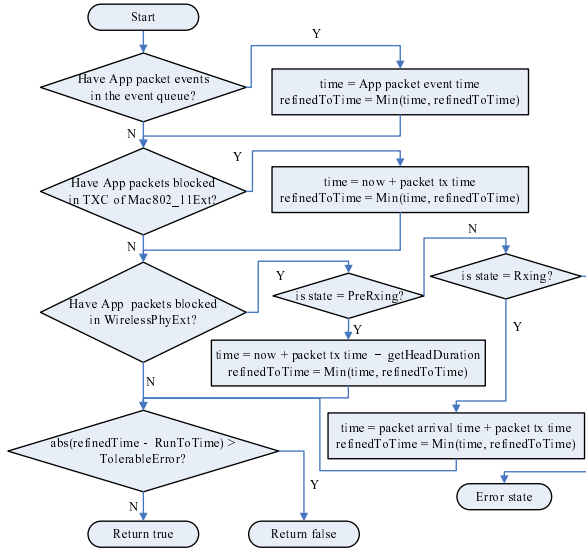 Start
Y
Have App packet events
in the event queue?
time = App packet event time
refinedToTime = Min(time, refinedToTime)
N
Y
Have App packets blocked
in TXC of Mac802_11Ext?
time = now + packet tx time
refinedToTime = Min(time, refinedToTime)
N
Y
N
Have App packets blocked
in WirelessPhyExt?
is state = PreRxing?
is state = Rxing?
Y
Y
time = now + packet tx time − getHeadDuration
refinedToTime = Min(time, refinedToTime)
N
abs(refinedTime - RunToTime) >
TolerableError?
time = packet arrival time + packet tx time
refinedToTime = Min(time, refinedToTime)
Y
N
Error state
Return true
Return false